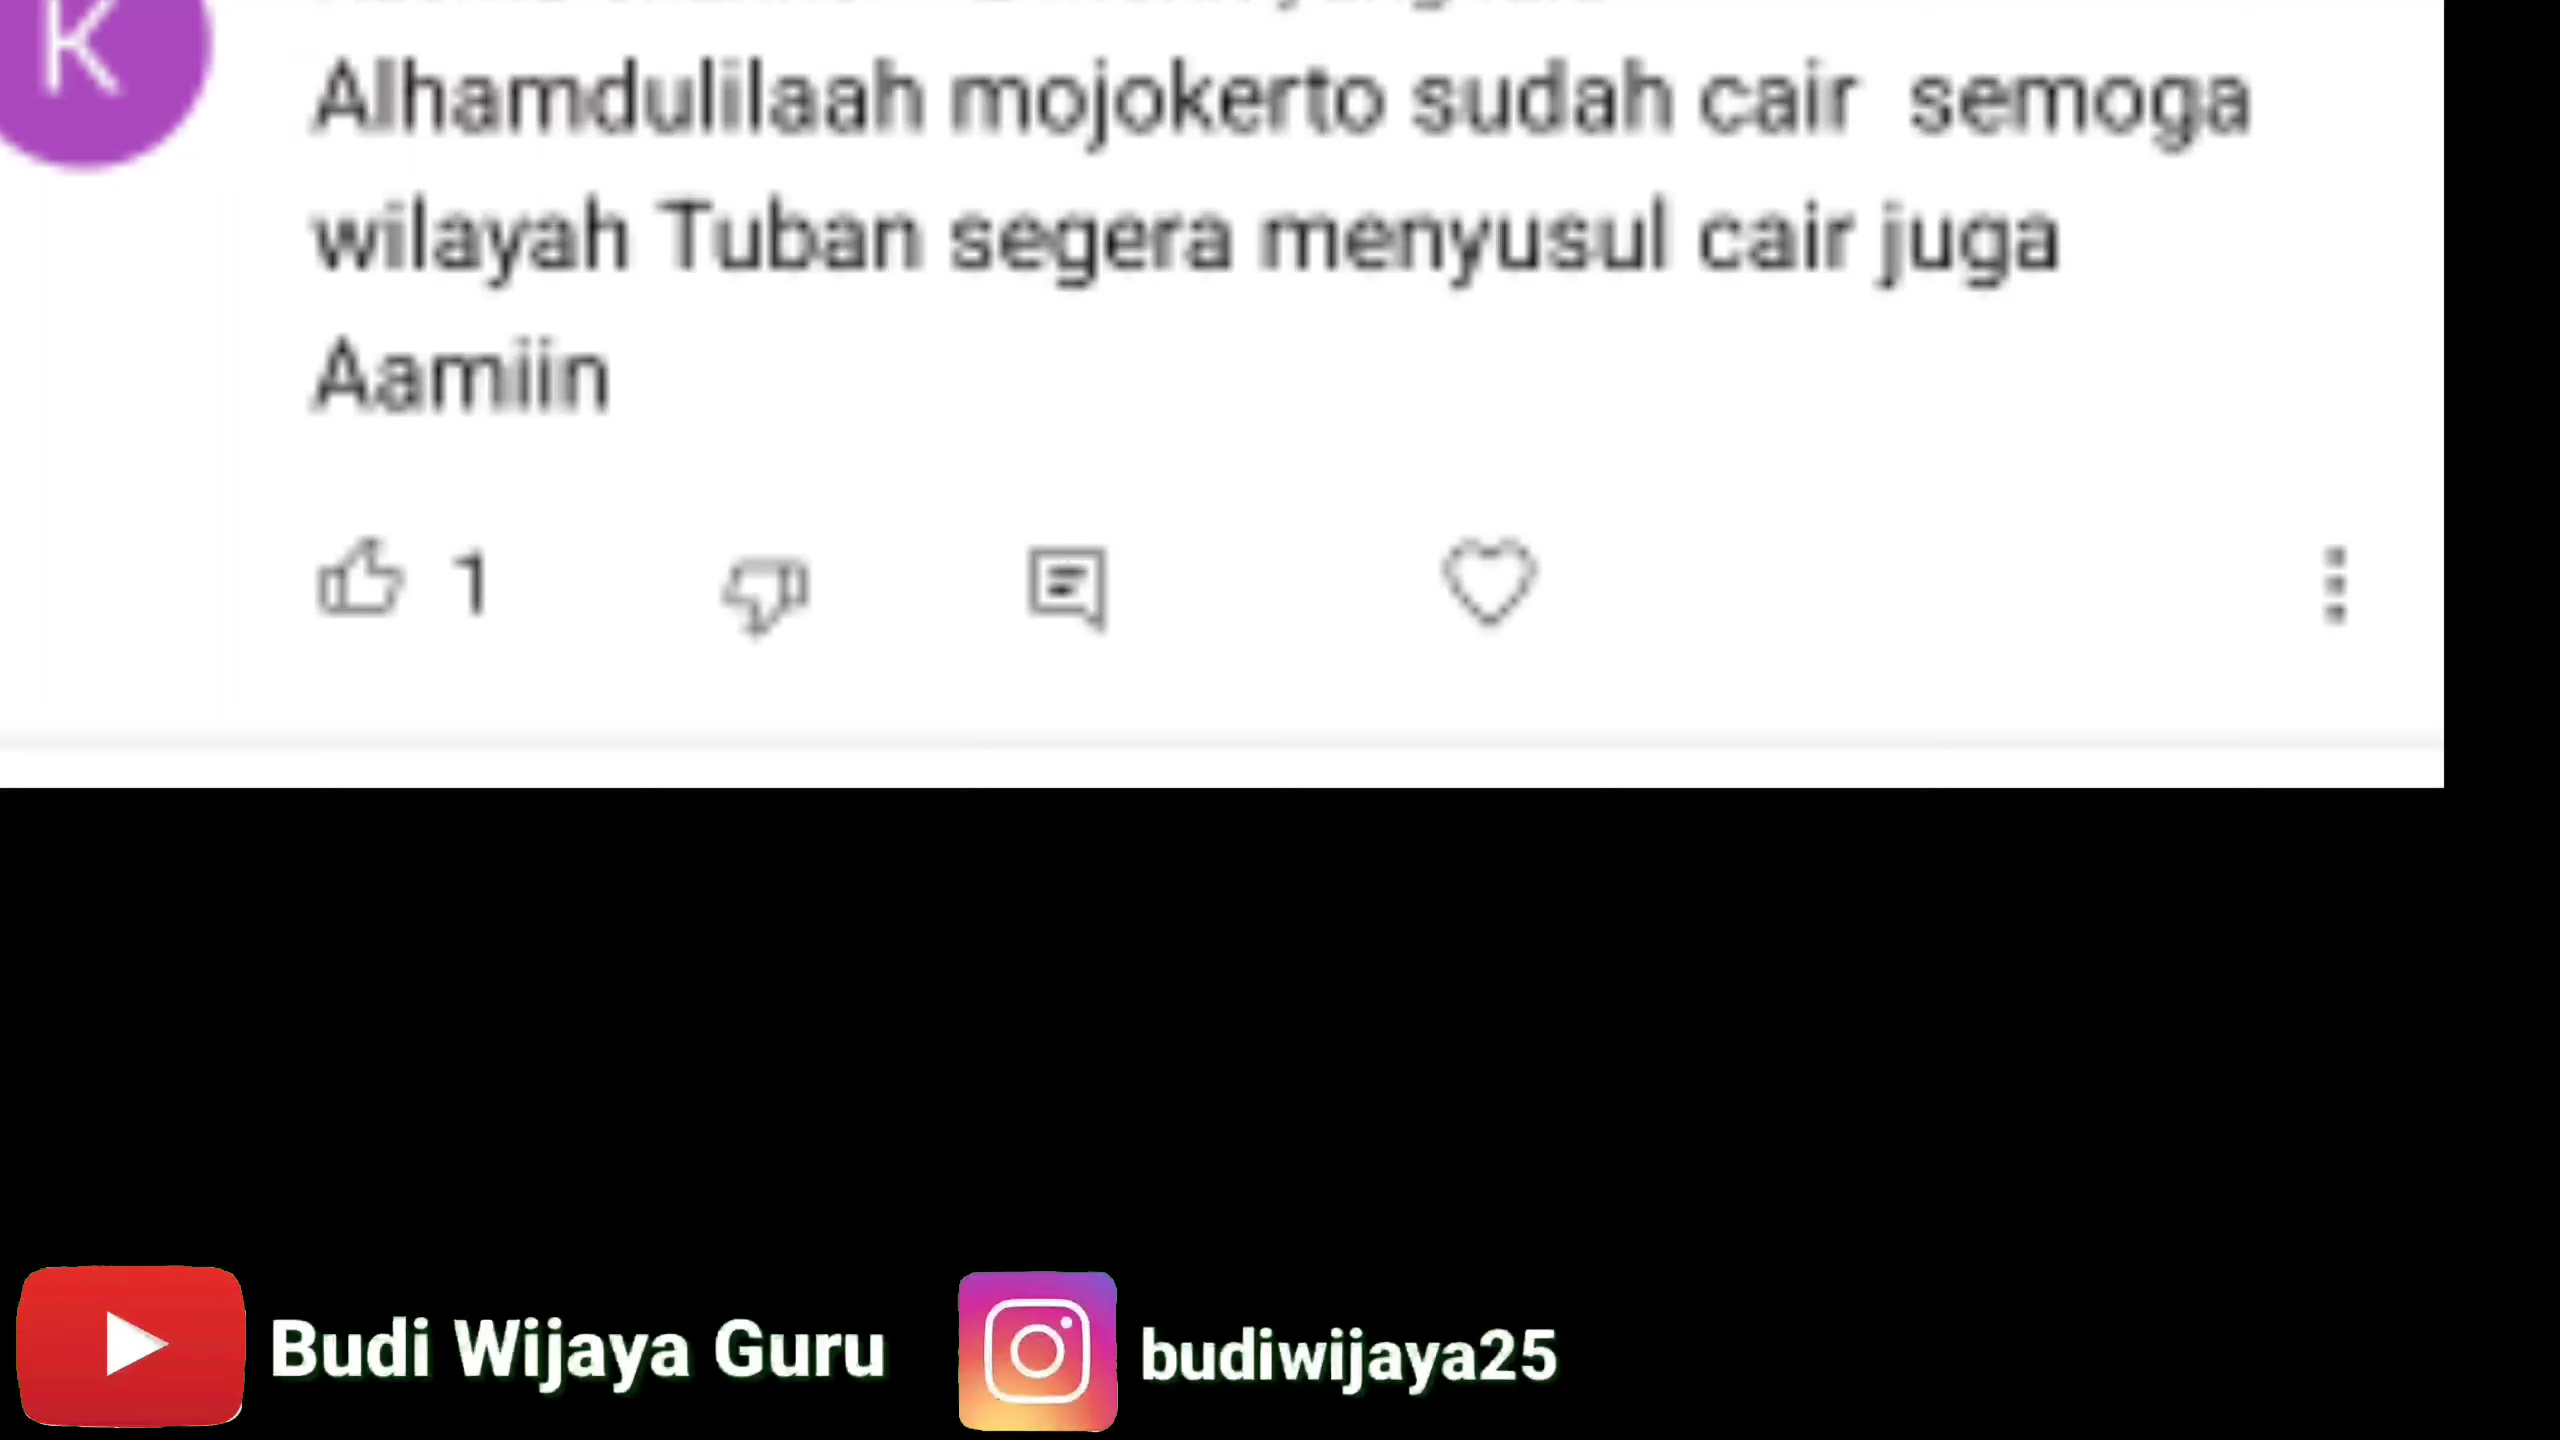 K
Alhamdulilaah mojokerto sudah cair  semoga
wilayah Tuban segera menyusul cair juga
Aamiin
1
Budi Wijaya Guru
budiwijaya25